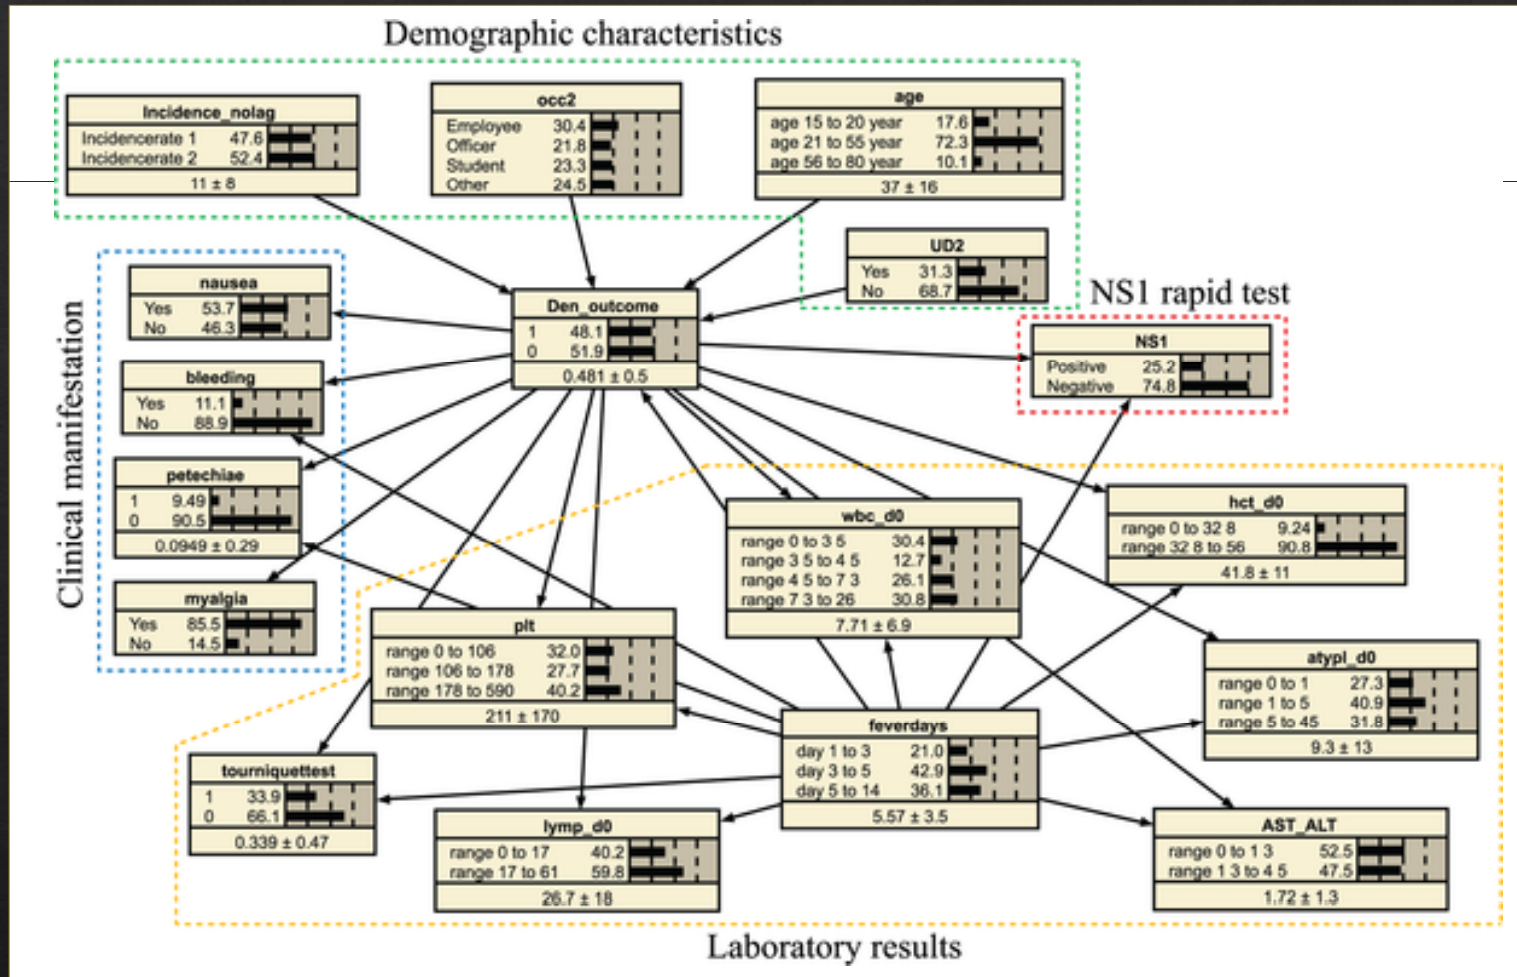 Demographic characteristics
Incidence_nolag
Incidencerate 1 47.6
Incidencerate 2 52.4
11 ± 8
occ2
Employee 30.4
Officer 21.8
Student 23.3
Other 24.5
age
age 15 to 20 year 17.6
age 21 to 55 year 72.3
age 56 to 80 year 10.1
37 ± 16
UD2
Yes 31.3
No 68.7
Clinical manifestation
nausea
Yes 53.7
No 46.3
bleeding
Yes 11.1
No 88.9
petechiae
1 9.49
0 90.5
0.0949 ± 0.29
myalgia
Yes 85.5
No 14.5
Den_outcome
1 48.1
0 51.9
0.481 ± 0.5
NS1 rapid test
NS1
Positive 25.2
Negative 74.8
wbc_d0
range 0 to 3 5 30.4
range 3 5 to 4 5 12.7
range 4 5 to 7 3 26.1
range 7 3 to 26 30.8
7.71 ± 6.9
hct_d0
range 0 to 32 8 9.24
range 32 8 to 56 90.8
41.8 ± 11
plt
range 0 to 106 32.0
range 106 to 178 27.7
range 178 to 590 40.2
211 ± 170
atypl_d0
range 0 to 1 27.3
range 1 to 5 40.9
range 5 to 45 31.8
9.3 ± 13
feverdays
day 1 to 3 21.0
day 3 to 5 42.9
day 5 to 14 36.1
5.57 ± 3.5
tourniquettest
1 33.9
0 66.1
0.339 ± 0.47
lymp_d0
range 0 to 17 40.2
range 17 to 61 59.8
26.7 ± 18
AST_ALT
range 0 to 1 3 52.5
range 1 3 to 4 5 47.5
1.72 ± 1.3
Laboratory results